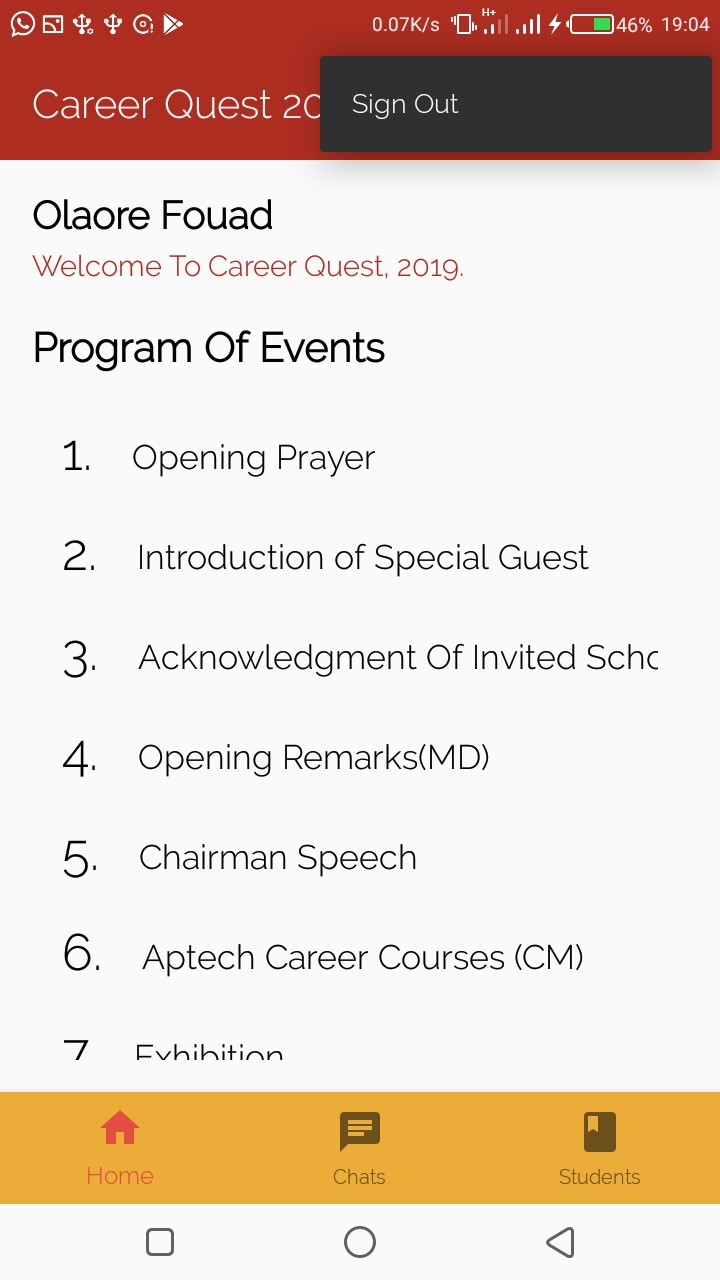 0.07K/s H+ 46% 19:04
Career Quest 20
Sign Out
Olaore Fouad
Welcome To Career Quest, 2019.
Program Of Events
1. Opening Prayer
2. Introduction of Special Guest
3. Acknowledgment Of Invited Scho
4. Opening Remarks(MD)
5. Chairman Speech
6. Aptech Career Courses (CM)
7. Exhibition
Home Chats Students